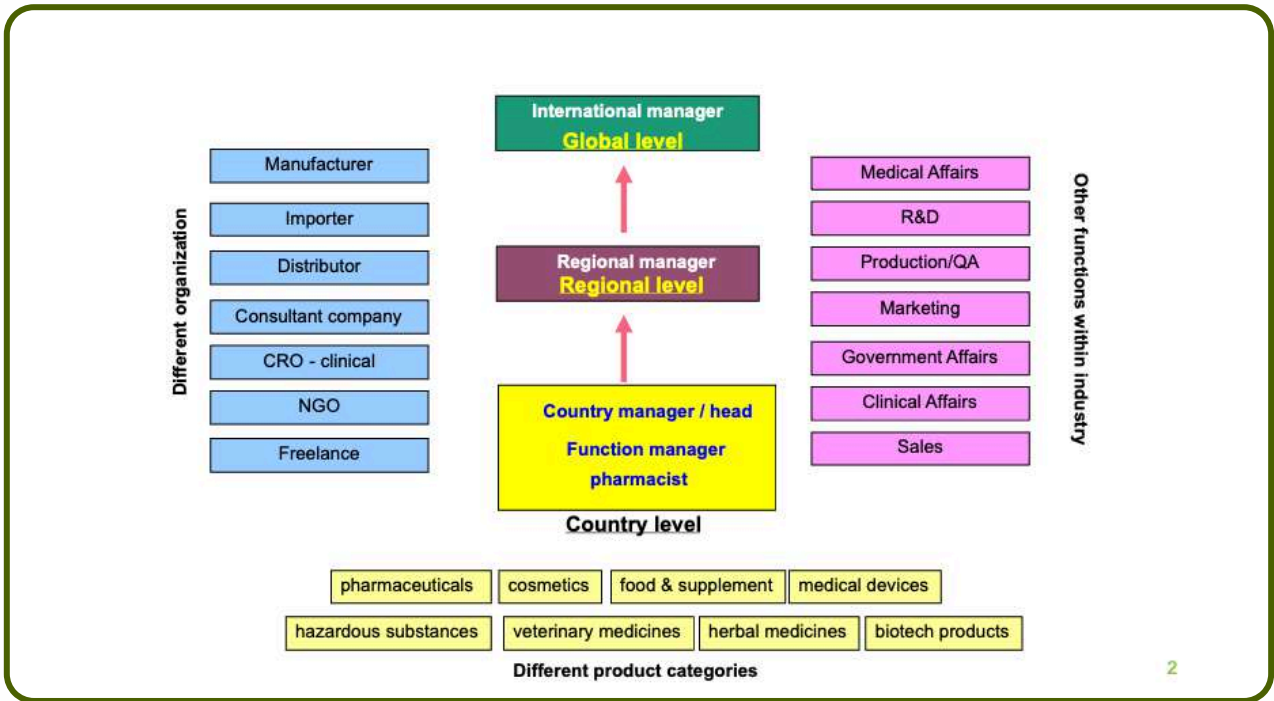 International manager
Global level
Regional manager
Regional level
Country manager / head
Function manager
pharmacist
Country level
Different organization
Manufacturer
Importer
Distributor
Consultant company
CRO - clinical
NGO
Freelance
Medical Affairs
R&D
Production/QA
Marketing
Government Affairs
Clinical Affairs
Sales
Other functions within industry
pharmaceuticals
cosmetics
food & supplement
medical devices
hazardous substances
veterinary medicines
herbal medicines
biotech products
Different product categories
2